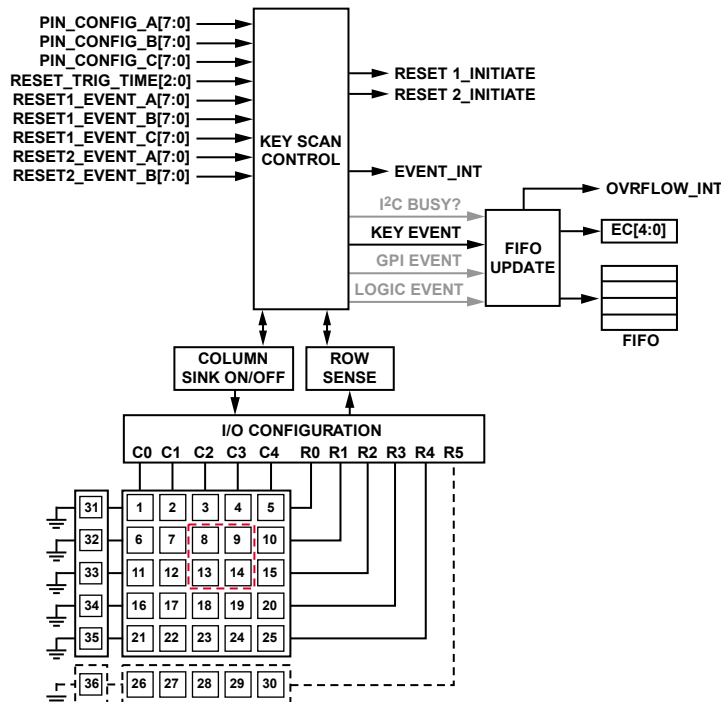 PIN_CONFIG_A[7:0]
PIN_CONFIG_B[7:0]
PIN_CONFIG_C[7:0]
RESET_TRIG_TIME[2:0]
RESET1_EVENT_A[7:0]
RESET1_EVENT_B[7:0]
RESET1_EVENT_C[7:0]
RESET2_EVENT_A[7:0]
RESET2_EVENT_B[7:0]
KEY SCAN
CONTROL
RESET 1_INITIATE
RESET 2_INITIATE
EVENT_INT
I2C BUSY?
KEY EVENT
GPI EVENT
LOGIC EVENT
FIFO
UPDATE
OVRFLOW_INT
EC[4:0]
FIFO
COLUMN
SINK ON/OFF
ROW
SENSE
I/O CONFIGURATION
C0 C1 C2 C3 C4 R0 R1 R2 R3 R4 R5
31 1 2 3 4 5
32 6 7 8 9 10
33 11 12 13 14 15
34 16 17 18 19 20
35 21 22 23 24 25
36 26 27 28 29 30